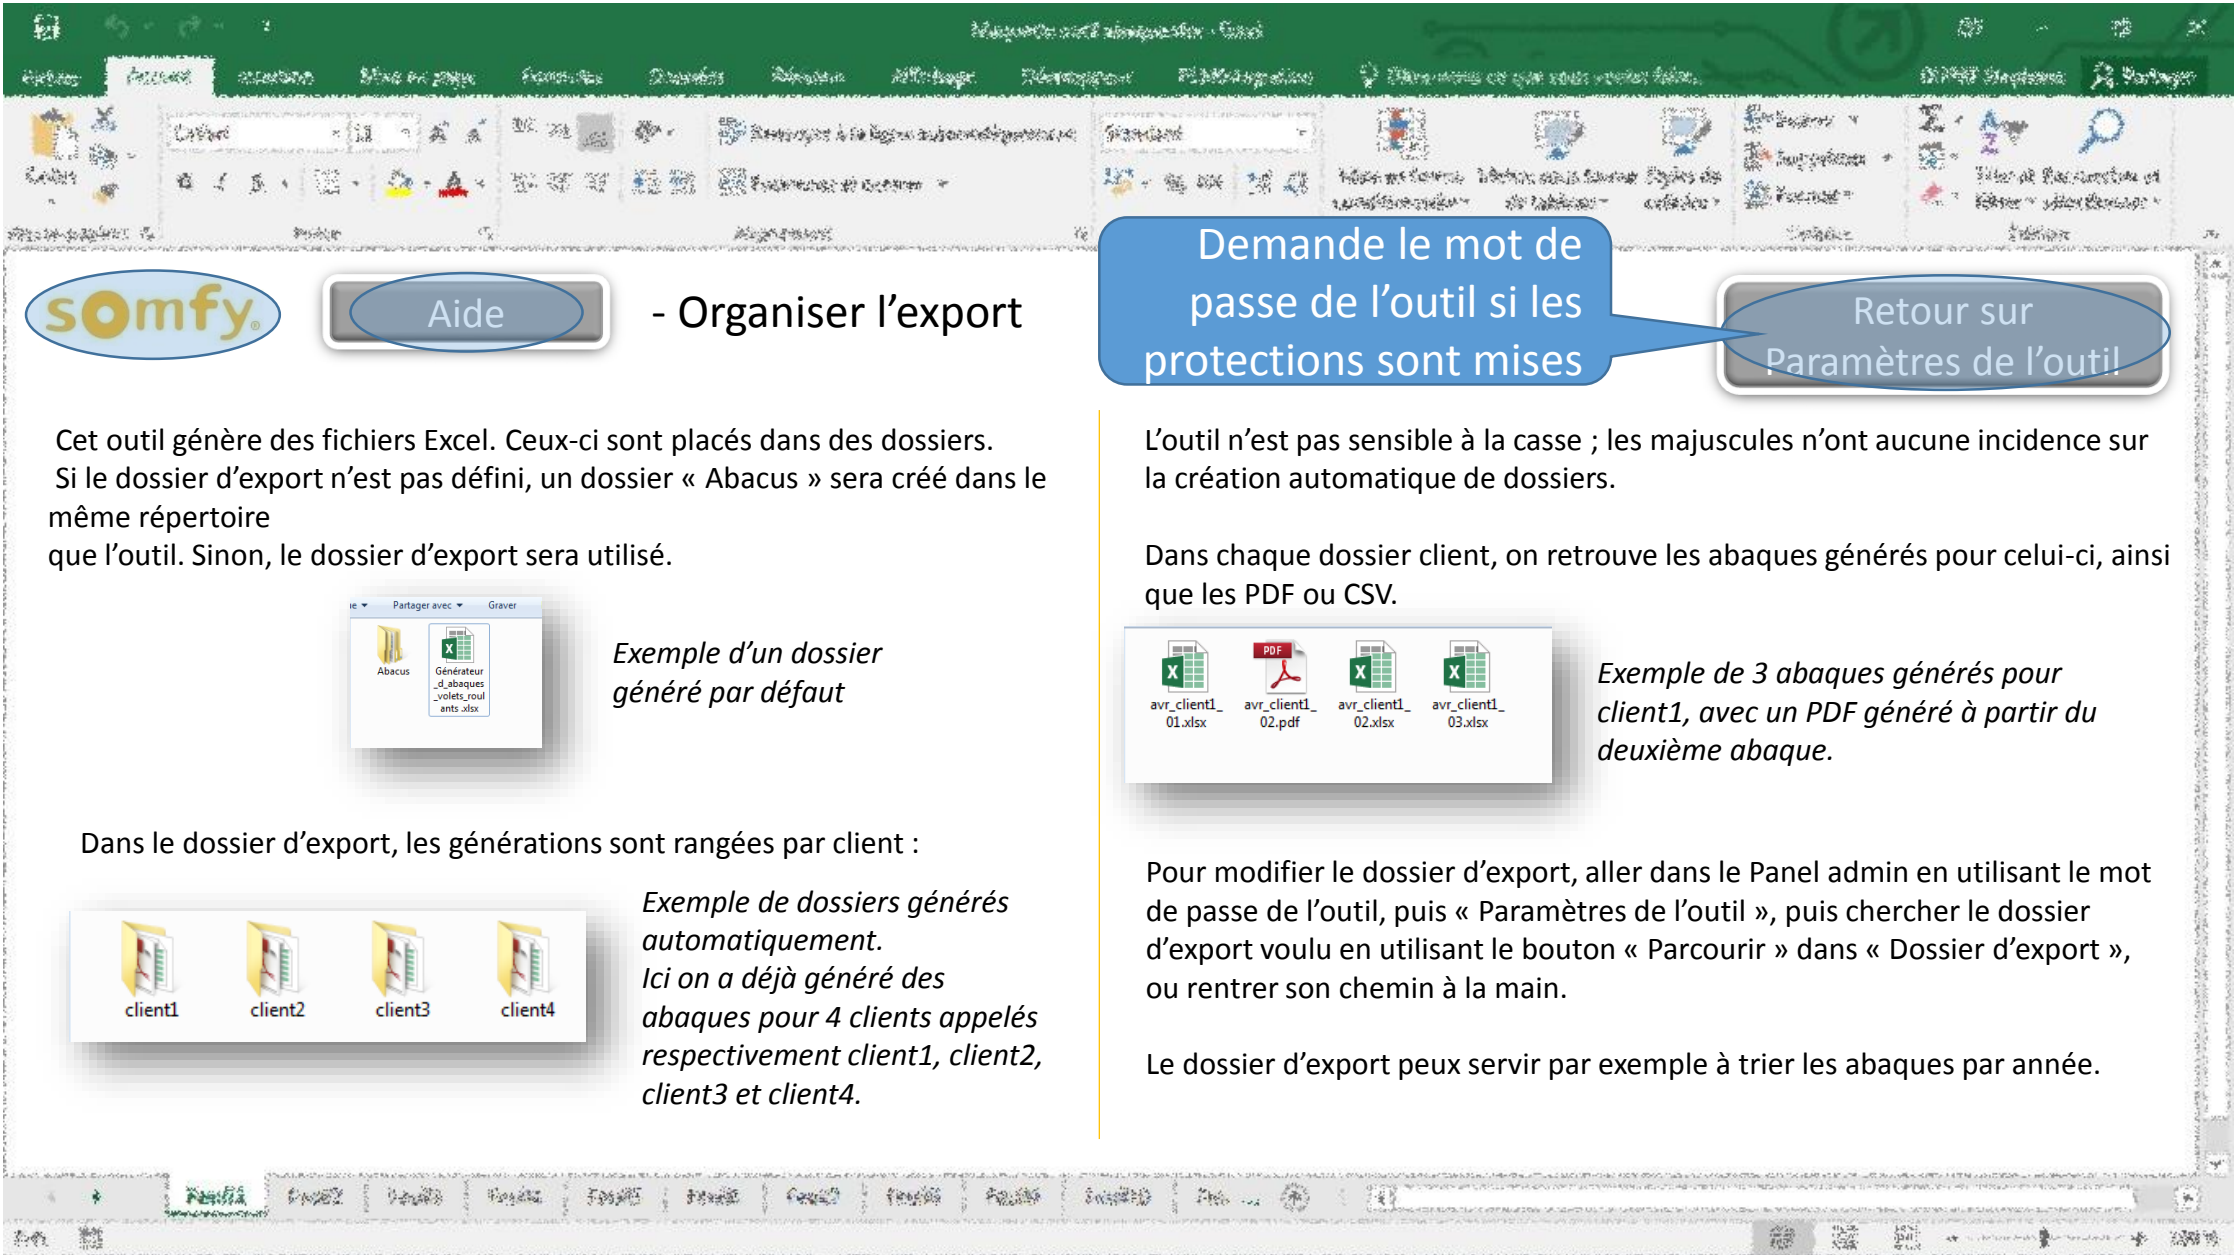 Accueil
Mise en page
Affichage
Partager
Calibri
Standard
Alignement
somfy
Aide
- Organiser l’export
Demande le mot de
passe de l’outil si les
protections sont mises
Retour sur
Paramètres de l’outil
Cet outil génère des fichiers Excel. Ceux-ci sont placés dans des dossiers.
Si le dossier d’export n’est pas défini, un dossier « Abacus » sera créé dans le
même répertoire
que l’outil. Sinon, le dossier d’export sera utilisé.
Partager avec
Graver
Abacus
Générateur
_d_abaques
_volets_roul
ants .xlsx
Exemple d’un dossier
généré par défaut
Dans le dossier d’export, les générations sont rangées par client :
client1
client2
client3
client4
Exemple de dossiers générés
automatiquement.
Ici on a déjà généré des
abaques pour 4 clients appelés
respectivement client1, client2,
client3 et client4.
L’outil n’est pas sensible à la casse ; les majuscules n’ont aucune incidence sur
la création automatique de dossiers.
Dans chaque dossier client, on retrouve les abaques générés pour celui-ci, ainsi
que les PDF ou CSV.
PDF
avr_client1_
01.xlsx
avr_client1_
02.pdf
avr_client1_
02.xlsx
avr_client1_
03.xlsx
Exemple de 3 abaques générés pour
client1, avec un PDF généré à partir du
deuxième abaque.
Pour modifier le dossier d’export, aller dans le Panel admin en utilisant le mot
de passe de l’outil, puis « Paramètres de l’outil », puis chercher le dossier
d’export voulu en utilisant le bouton « Parcourir » dans « Dossier d’export »,
ou rentrer son chemin à la main.
Le dossier d’export peux servir par exemple à trier les abaques par année.